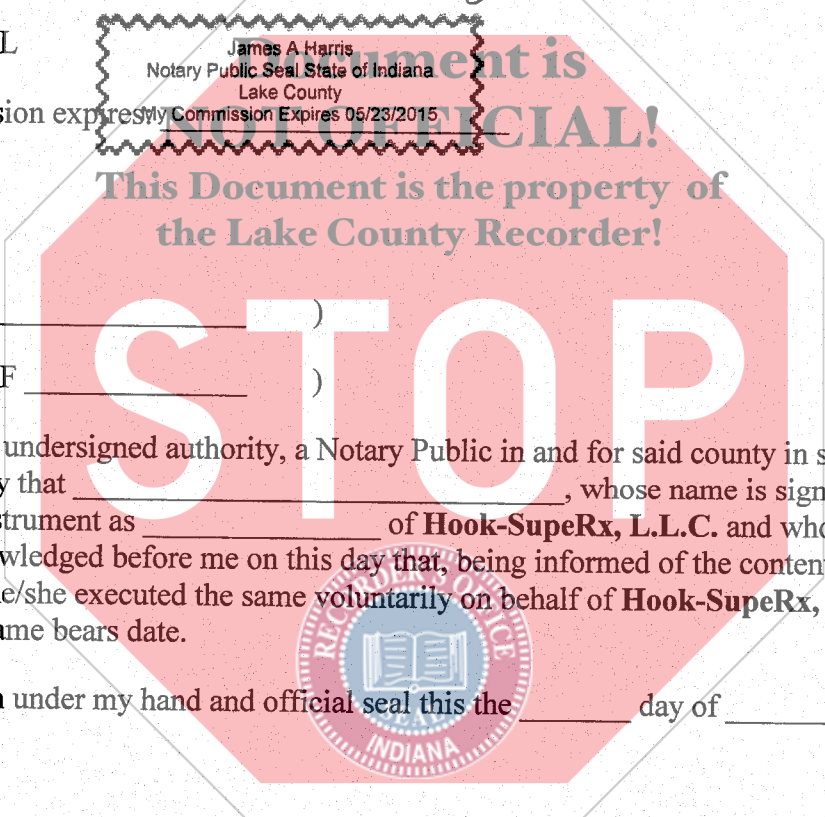 L
James A Harris
Notary Public Seal State of Indiana
Lake County
sion expires My Commission Expires 05/23/2015
Document is
NOT OFFICIAL!
This Document is the property of
the Lake County Recorder!
STOP
)
F )
undersigned authority, a Notary Public in and for said county in s
y that , whose name is sign
strument as of Hook-SupeRx, L.L.C. and who
wledged before me on this day that, being informed of the content
e/she executed the same voluntarily on behalf of Hook-SupeRx,
ame bears date.
under my hand and official seal this the day of
RECORDER'S OFFICE
SEAL
INDIANA